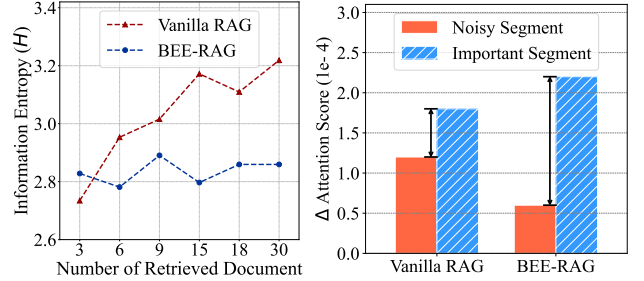 Information Entropy (H)
3.4
3.2
3.0
2.8
2.6
Vanilla RAG
BEE-RAG
3 6 9 15 18 30
Number of Retrieved Document
Δ Attention Score (1e- 4)
3.0
2.5
2.0
1.5
1.0
0.5
0.0
Noisy Segment
Important Segment
Vanilla RAG BEE-RAG